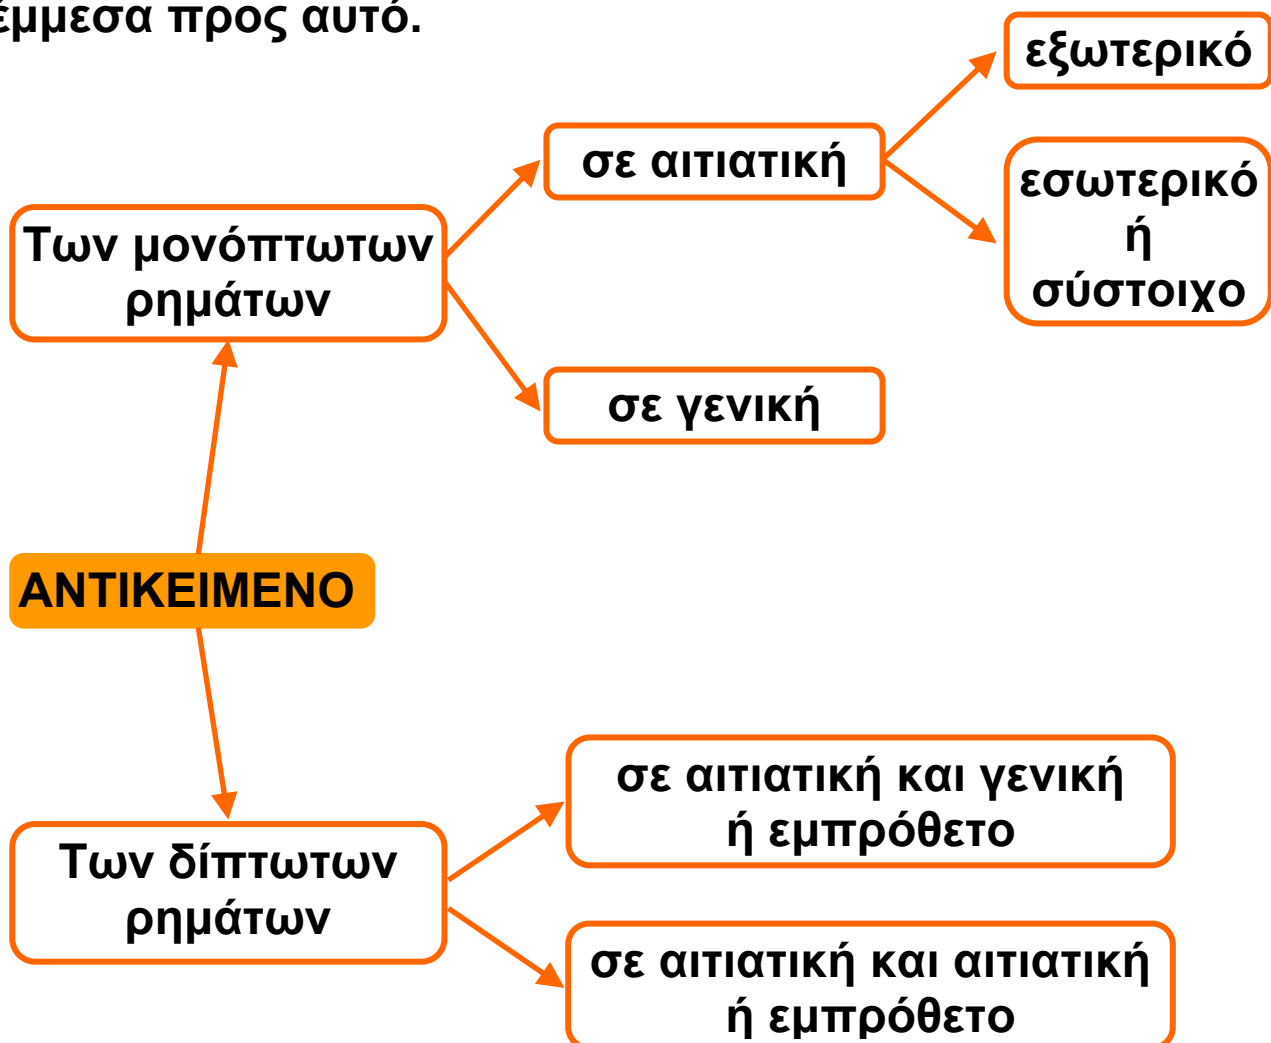 έμμεσα προς αυτό.
εξωτερικό
σε αιτιατική
εσωτερικό
ή
σύστοιχο
Των μονόπτωτων
ρημάτων
σε γενική
ΑΝΤΙΚΕΙΜΕΝΟ
Των δίπτωτων
ρημάτων
σε αιτιατική και γενική
ή εμπρόθετο
σε αιτιατική και αιτιατική
ή εμπρόθετο